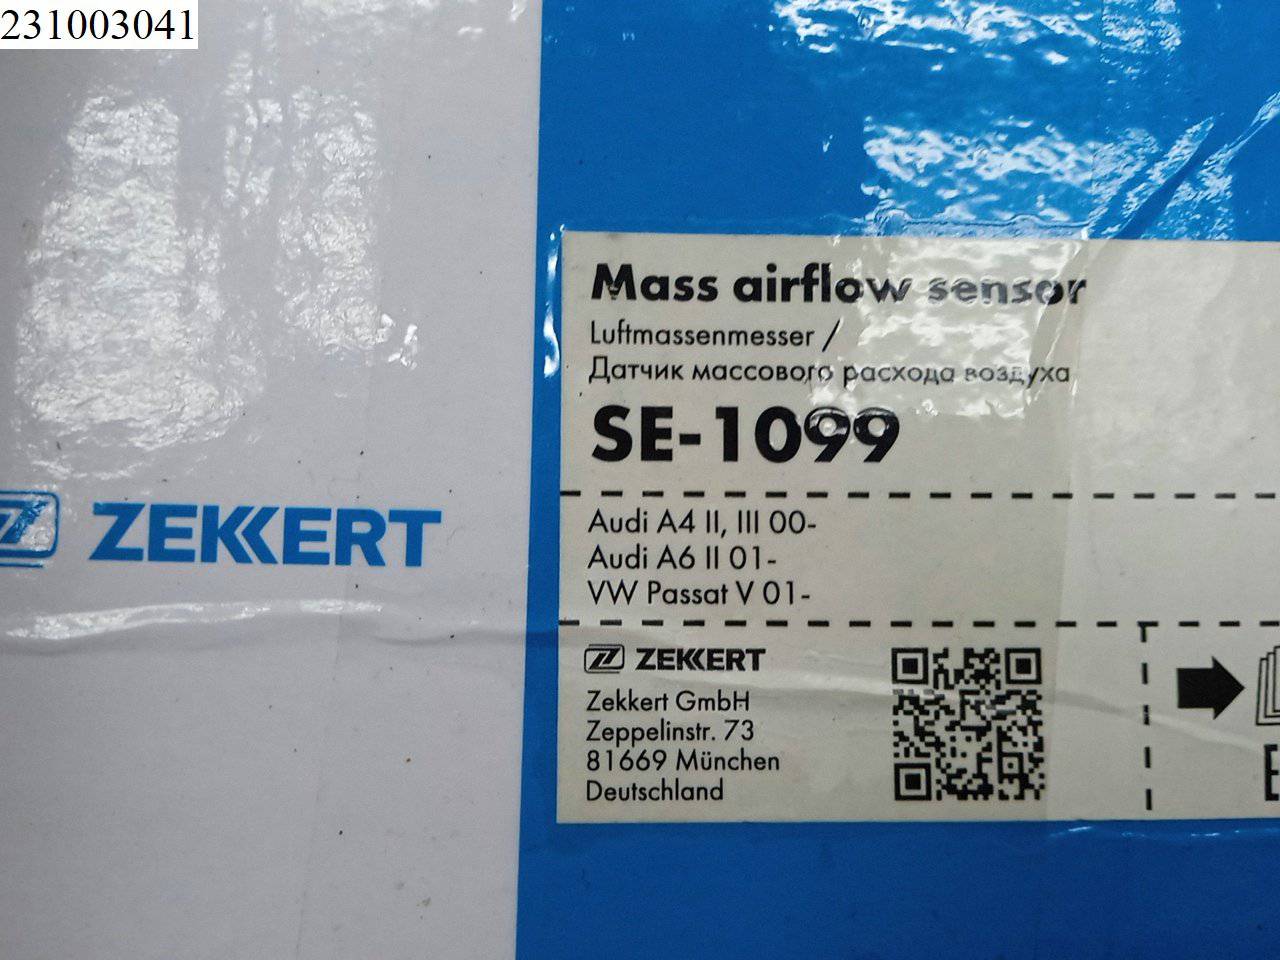 231003041
Mass airflow sensor
Luftmassenmesser /
Датчик массового расхода воздуха
SE-1099
ZEKKERT
Audi A4 II, III 00-
Audi A6 II 01-
VW Passat V 01-
ZEKKERT
Zekkert GmbH
Zeppelinstr. 73
81669 München
Deutschland